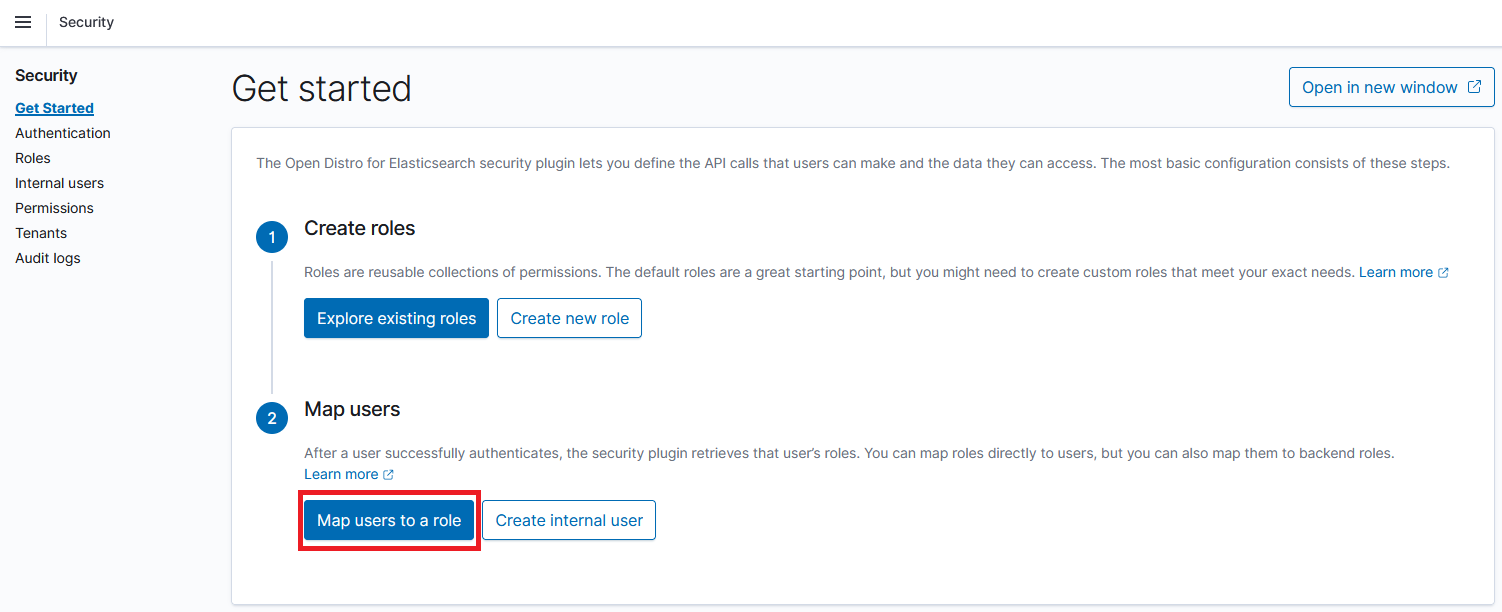 Security
Security
Get Started
Authentication
Roles
Internal users
Permissions
Tenants
Audit logs
Get started
Open in new window
The Open Distro for Elasticsearch security plugin lets you define the API calls that users can make and the data they can access. The most basic configuration consists of these steps.
1
Create roles
Roles are reusable collections of permissions. The default roles are a great starting point, but you might need to create custom roles that meet your exact needs. Learn more
Explore existing roles
Create new role
2
Map users
After a user successfully authenticates, the security plugin retrieves that user’s roles. You can map roles directly to users, but you can also map them to backend roles.
Learn more
Map users to a role
Create internal user